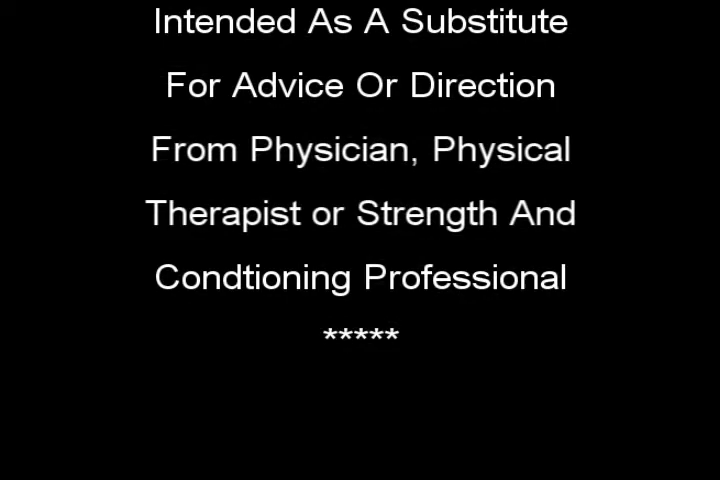 Intended As A Substitute
For Advice Or Direction
From Physician, Physical
Therapist or Strength And
Condtioning Professional
*****